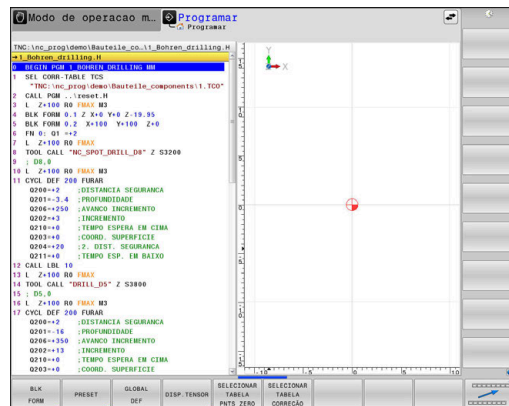 Modo de operacao m...
Programar
Programar
TNC:\nc_prog\demo\Bauteile_co…\1_Bohren_drilling.H
→1_Bohren_drilling.H
0 BEGIN PGM 1_BOHREN_DRILLING MM
1 SEL CORR-TABLE TCS
"TNC:\nc_prog\demo\Bauteile_components\1.TCO"
2 CALL PGM ..\reset.H
3 L Z+100 R0 FMAX M3
4 BLK FORM 0.1 Z X+0 Y+0 Z-19.95
5 BLK FORM 0.2 X+100 Y+100 Z+0
6 FN 0: Q1 =+2
7 L Z+100 R0 FMAX
8 TOOL CALL "NC_SPOT_DRILL_D8" Z S3200
9 ; D8,0
10 L Z+100 R0 FMAX M3
11 CYCL DEF 200 FURAR
Q200=+2 ;DISTANCIA SEGURANCA
Q201=-3.4 ;PROFUNDIDADE
Q206=+250 ;AVANCO INCREMENTO
Q202=+3 ;INCREMENTO
Q210=+0 ;TEMPO ESPERA EM CIMA
Q203=+0 ;COORD. SUPERFICIE
Q204=+20 ;2. DIST. SEGURANCA
Q211=+0 ;TEMPO ESP. EM BAIXO
12 CALL LBL 10
13 L Z+100 R0 FMAX
14 TOOL CALL "DRILL_D5" Z S3800
15 ; D5,0
16 L Z+100 R0 FMAX M3
17 CYCL DEF 200 FURAR
Q200=+2 ;DISTANCIA SEGURANCA
Q201=-16 ;PROFUNDIDADE
Q206=+350 ;AVANCO INCREMENTO
Q202=+13 ;INCREMENTO
Q210=+0 ;TEMPO ESPERA EM CIMA
Q203=+0 ;COORD. SUPERFICIE
Y
X
-10 -5 0 5 10
BLK
FORM
PRESET
GLOBAL
DEF
DISP.TENSOR
SELECIONAR
TABELA
PNTS ZERO
SELECIONAR
TABELA
CORREÇÃO